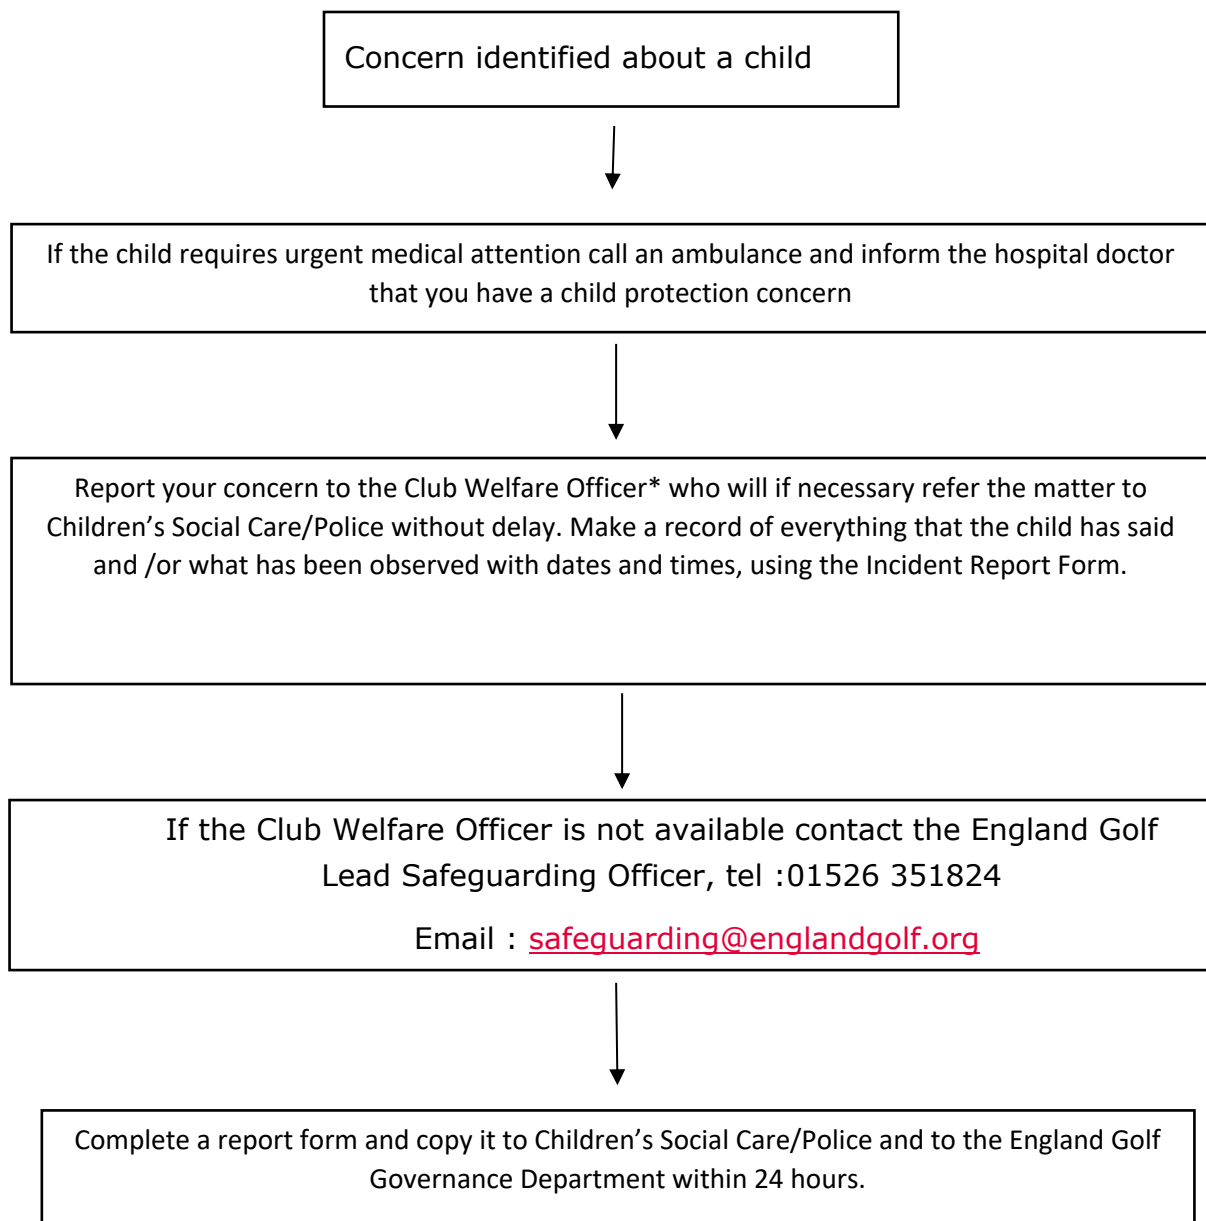 Concern identified about a child
If the child requires urgent medical attention call an ambulance and inform the hospital doctor
that you have a child protection concern
Report your concern to the Club Welfare Officer* who will if necessary refer the matter to
Children’s Social Care/Police without delay. Make a record of everything that the child has said
and /or what has been observed with dates and times, using the Incident Report Form.
If the Club Welfare Officer is not available contact the England Golf
Lead Safeguarding Officer, tel :01526 351824
Email : safeguarding@englandgolf.org
Complete a report form and copy it to Children’s Social Care/Police and to the England Golf
Governance Department within 24 hours.